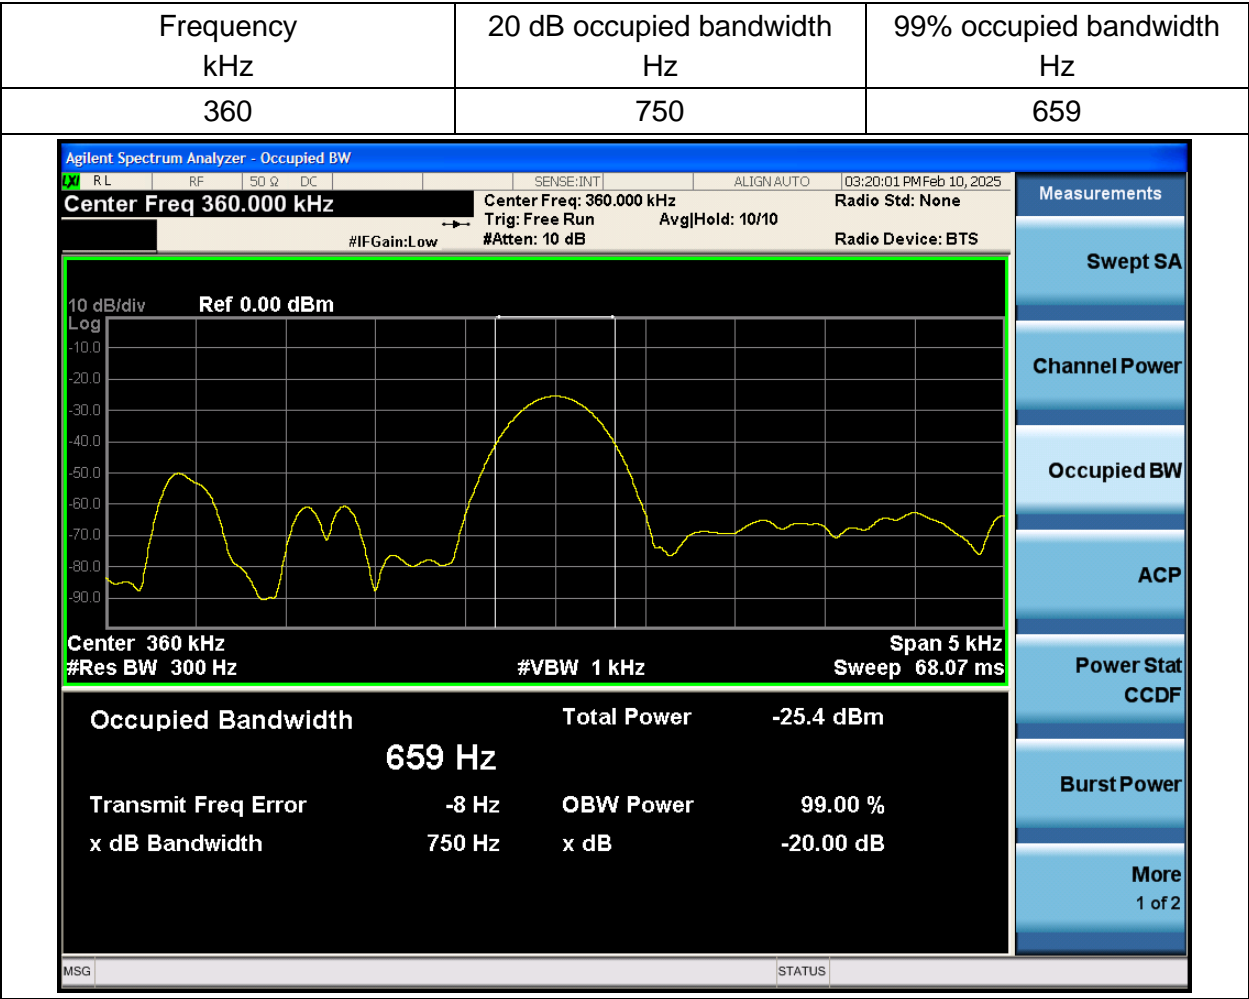 Frequency
kHz
20 dB occupied bandwidth
Hz
99% occupied bandwidth
Hz
360
750
659
Agilent Spectrum Analyzer - Occupied BW
LXI RL RF 50 Ω DC SENSE:INT ALIGN AUTO 03:20:01 PM Feb 10, 2025
Center Freq 360.000 kHz
Center Freq: 360.000 kHz
Radio Std: None
Trig: Free Run Avg|Hold: 10/10
#IFGain:Low #Atten: 10 dB Radio Device: BTS
10 dB/div Ref 0.00 dBm
Log
-10.0
-20.0
-30.0
-40.0
-50.0
-60.0
-70.0
-80.0
-90.0
Center 360 kHz Span 5 kHz
#Res BW 300 Hz #VBW 1 kHz Sweep 68.07 ms
Occupied Bandwidth Total Power -25.4 dBm
659 Hz
Transmit Freq Error -8 Hz OBW Power 99.00 %
x dB Bandwidth 750 Hz x dB -20.00 dB
MSG STATUS
Measurements
Swept SA
Channel Power
Occupied BW
ACP
Power Stat
CCDF
Burst Power
More
1 of 2